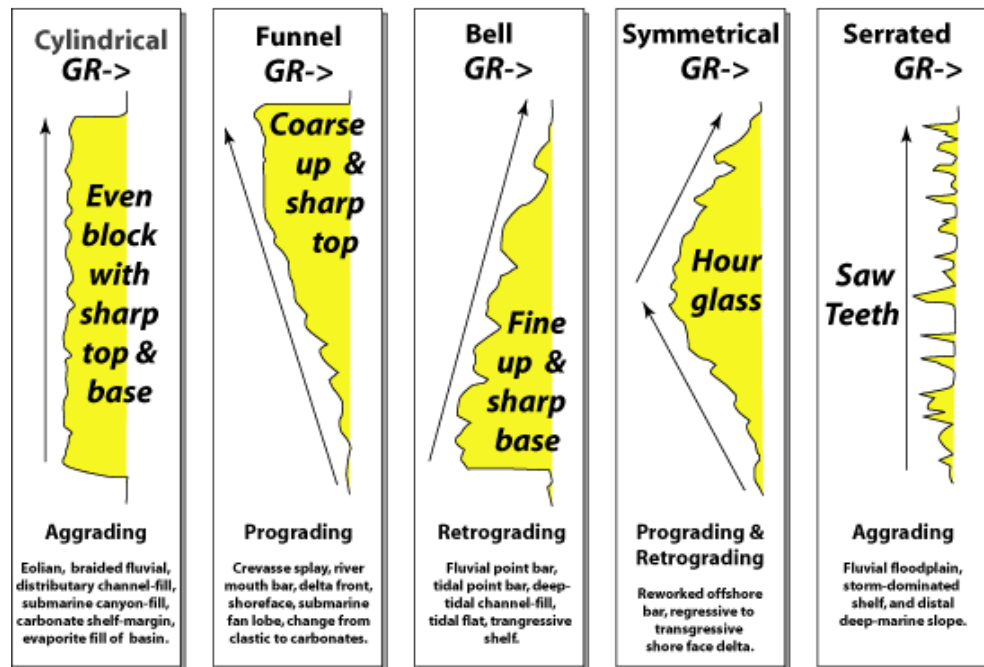 Cylindrical
GR->
Even
block
with
sharp
top &
base
Aggrading
Eolian, braided fluvial,
distributary channel-fill,
submarine canyon-fill,
carbonate shelf-margin,
evaporite fill of basin.
Funnel
GR->
Coarse
up &
sharp
top
Prograding
Crevasse splay, river
mouth bar, delta front,
shoreface, submarine
fan lobe, change from
clastic to carbonates.
Bell
GR->
Fine
up &
sharp
base
Retrograding
Fluvial point bar,
tidal point bar, deep-
tidal channel-fill,
tidal flat, trangressive
shelf.
Symmetrical
GR->
Hour
glass
Prograding &
Retrograding
Reworked offshore
bar, regressive to
transgressive
shore face delta.
Serrated
GR->
Saw
Teeth
Aggrading
Fluvial floodplain,
storm-dominated
shelf, and distal
deep-marine slope.